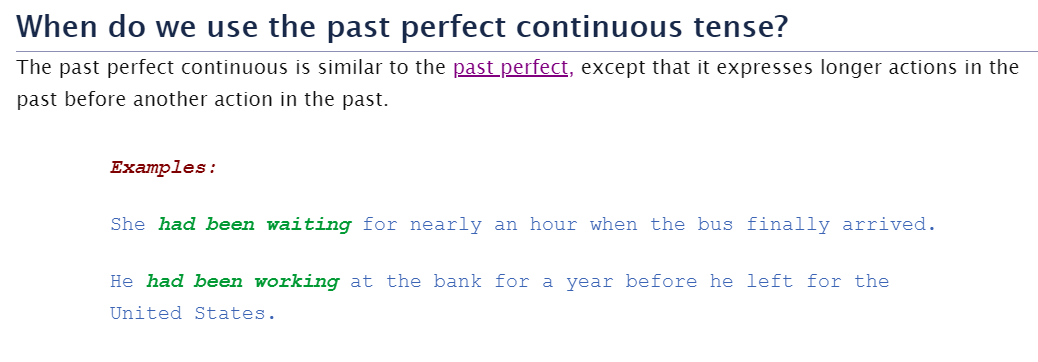 When do we use the past perfect continuous tense?
The past perfect continuous is similar to the past perfect, except that it expresses longer actions in the
past before another action in the past.
Examples:
She had been waiting for nearly an hour when the bus finally arrived.
He had been working at the bank for a year before he left for the
United States.